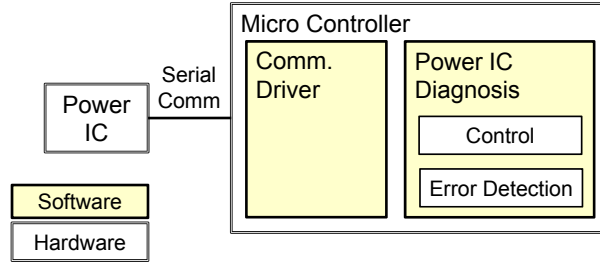 Micro Controller
Comm.
Driver
Power IC
Diagnosis
Control
Error Detection
Serial
Comm
Power
IC
Software
Hardware